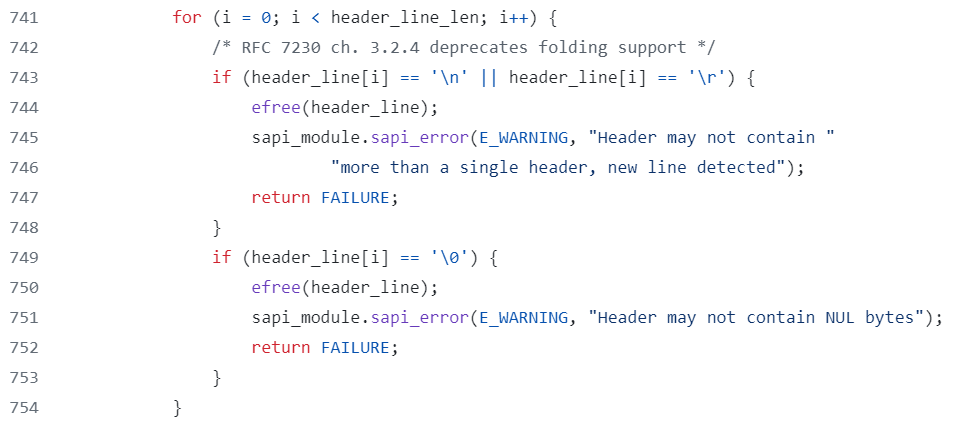 741 for (i = 0; i < header_line_len; i++) {
742 /* RFC 7230 ch. 3.2.4 deprecates folding support */
743 if (header_line[i] == '\n' || header_line[i] == '\r') {
744 efree(header_line);
745 sapi_module.sapi_error(E_WARNING, "Header may not contain "
746 "more than a single header, new line detected");
747 return FAILURE;
748 }
749 if (header_line[i] == '\0') {
750 efree(header_line);
751 sapi_module.sapi_error(E_WARNING, "Header may not contain NUL bytes");
752 return FAILURE;
753 }
754 }